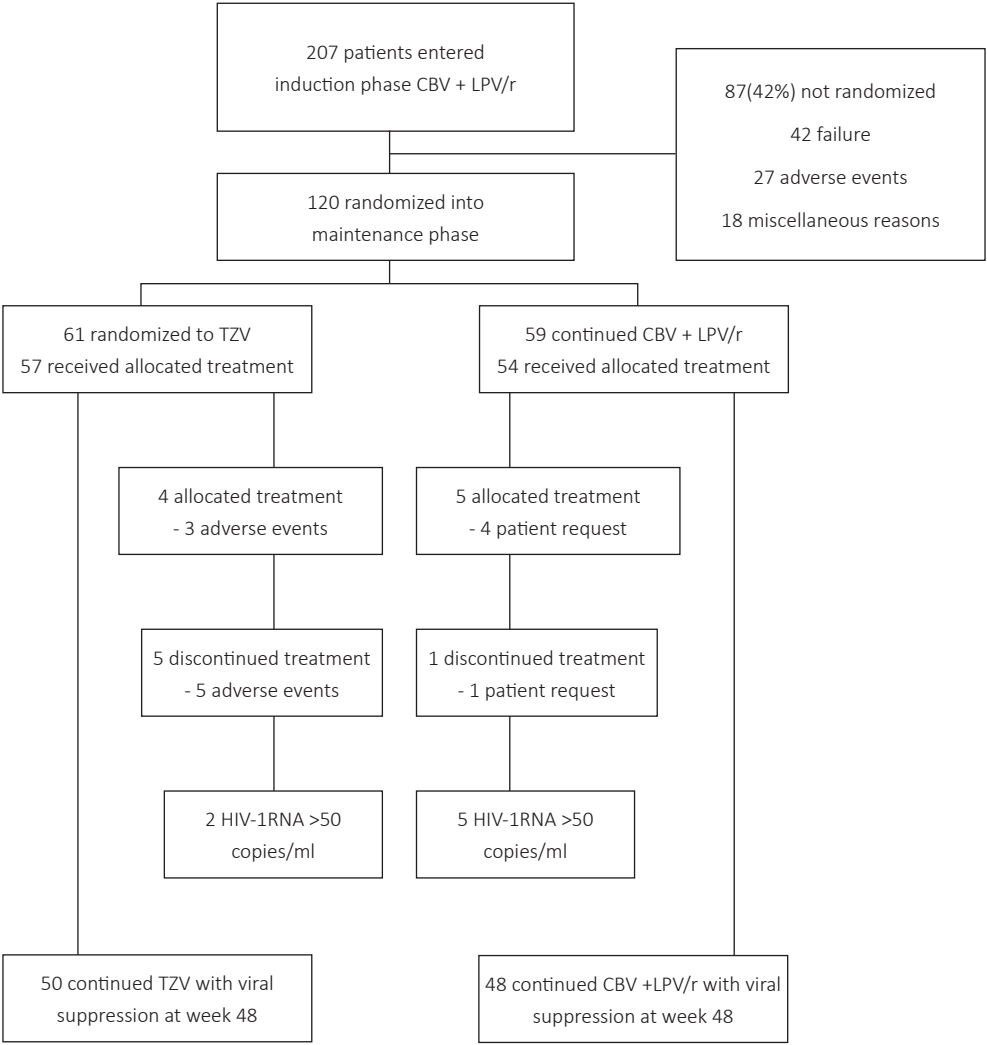 207 patients entered
induction phase CBV + LPV/r
87(42%) not randomized
42 failure
27 adverse events
18 miscellaneous reasons
120 randomized into
maintenance phase
61 randomized to TZV
57 received allocated treatment
59 continued CBV + LPV/r
54 received allocated treatment
4 allocated treatment
- 3 adverse events
5 allocated treatment
- 4 patient request
5 discontinued treatment
- 5 adverse events
1 discontinued treatment
- 1 patient request
2 HIV-1RNA >50
copies/ml
5 HIV-1RNA >50
copies/ml
50 continued TZV with viral
suppression at week 48
48 continued CBV +LPV/r with viral
suppression at week 48